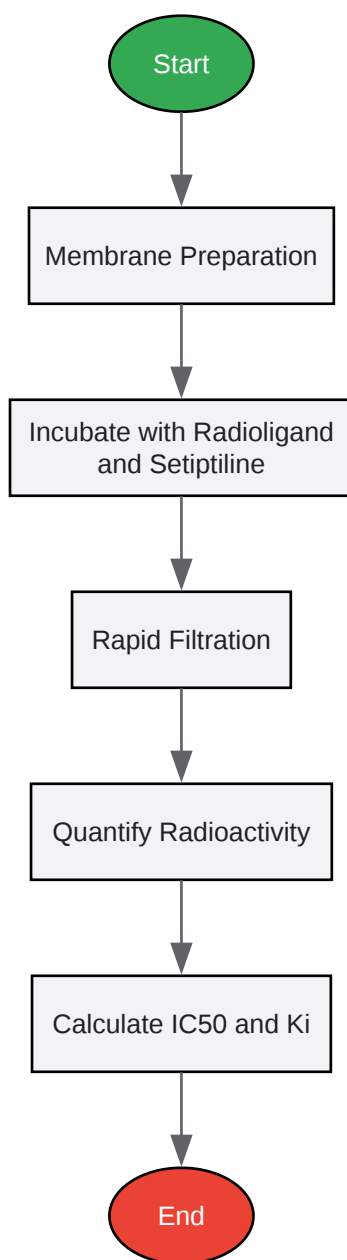 Start
Membrane Preparation
Incubate with Radioligand
and Setiptiline
Rapid Filtration
Quantify Radioactivity
Calculate IC50 and Ki
End